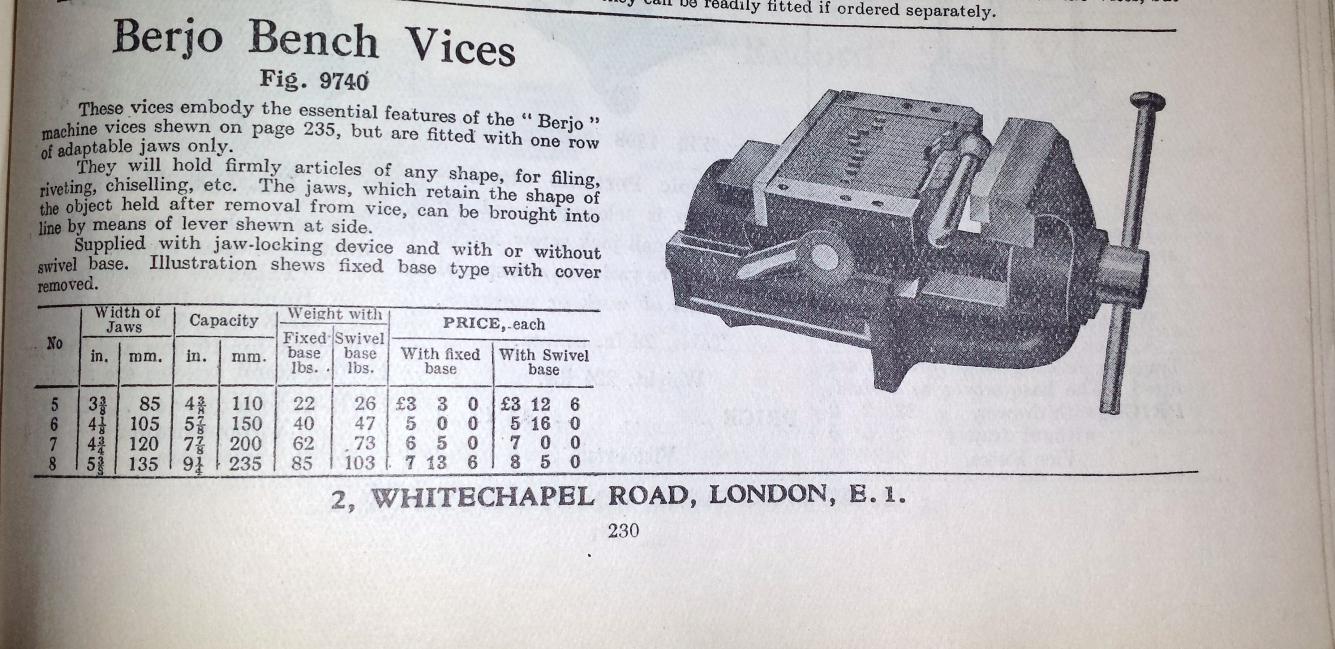 they can be readily fitted if ordered separately.
Berjo Bench Vices
Fig. 9740
These vices embody the essential features of the “ Berjo ”
machine vices shewn on page 235, but are fitted with one row
of adaptable jaws only.
They will hold firmly articles of any shape, for filing,
riveting, chiselling, etc. The jaws, which retain the shape of
the object held after removal from vice, can be brought into
line by means of lever shewn at side.
Supplied with jaw-locking device and with or without
swivel base. Illustration shews fixed base type with cover
removed.
No Width of Jaws Capacity Weight with PRICE, each
in. mm. in. mm. Fixed base lbs. Swivel base lbs. With fixed base With Swivel base
5 3⅜ 85 4⅜ 110 22 26 £3 3 0 £3 12 6
6 4⅛ 105 5⅞ 150 40 47 5 0 0 5 16 0
7 4¾ 120 7⅞ 200 62 73 6 5 0 7 0 0
8 5⅜ 135 9¼ 235 85 103 7 13 6 8 5 0
2, WHITECHAPEL ROAD, LONDON, E. 1.
230